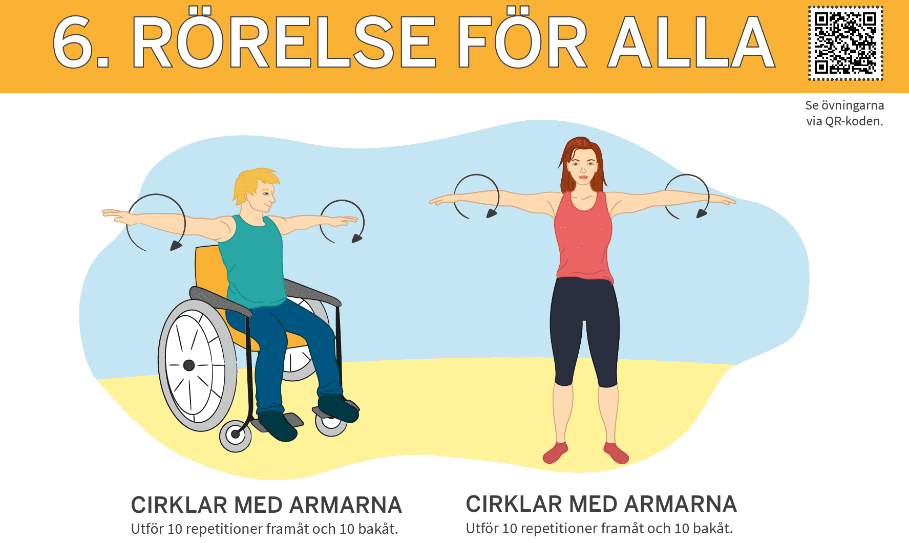 6. RÖRELSE FÖR ALLA
Se övningarna
via QR-koden.
CIRKLAR MED ARMARNA
Utför 10 repetitioner framåt och 10 bakåt.
CIRKLAR MED ARMARNA
Utför 10 repetitioner framåt och 10 bakåt.